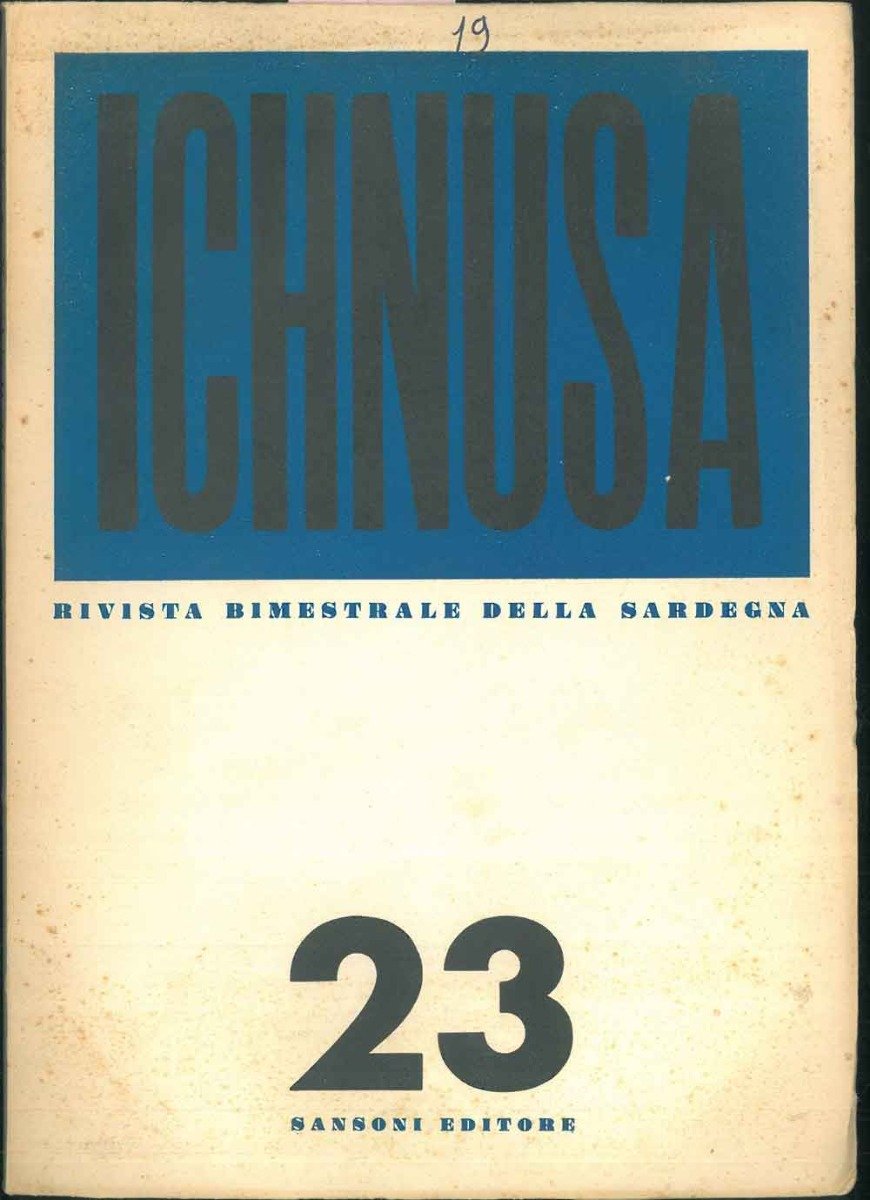 19
ICHNUSA
RIVISTA BIMESTRALE DELLA SARDEGNA
23
SANSONI EDITORE